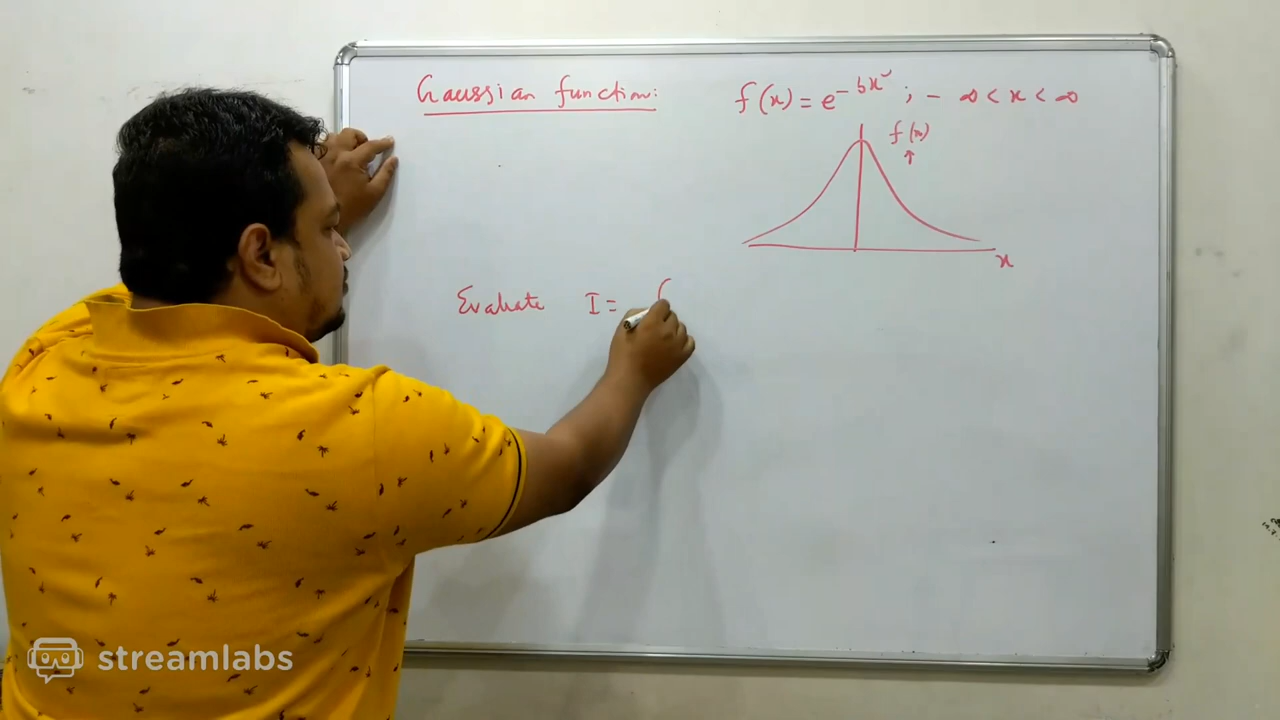 Gaussian function: f(x) = e^{-bx²} ; - ∞ < x < ∞
f(x)
↑
x
Evaluate I = ∫
streamlabs